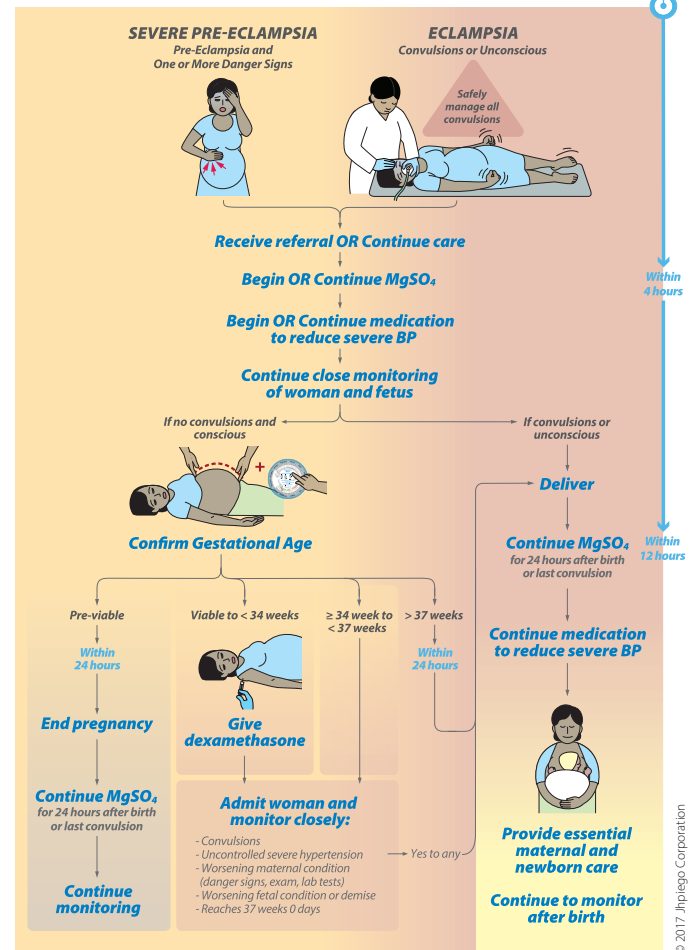 SEVERE PRE-ECLAMPSIA
Pre-Eclampsia and
One or More Danger Signs
ECLAMPSIA
Convulsions or Unconscious
Safely
manage all
convulsions
Receive referral OR Continue care
Begin OR Continue MgSO₄
Within
4 hours
Begin OR Continue medication
to reduce severe BP
Continue close monitoring
of woman and fetus
If no convulsions and
conscious
If convulsions or
unconscious
+
Confirm Gestational Age
Deliver
Continue MgSO₄
for 24 hours after birth
or last convulsion
Within
12 hours
Pre-viable
Within
24 hours
End pregnancy
Continue MgSO₄
for 24 hours after birth
or last convulsion
Continue
monitoring
Viable to < 34 weeks
Give
dexamethasone
≥ 34 week to
< 37 weeks
> 37 weeks
Within
24 hours
Admit woman and
monitor closely:
- Convulsions
- Uncontrolled severe hypertension
- Worsening maternal condition
(danger signs, exam, lab tests)
- Worsening fetal condition or demise
- Reaches 37 weeks 0 days
Yes to any
Continue medication
to reduce severe BP
Provide essential
maternal and
newborn care
Continue to monitor
after birth
© 2017 Jhpiego Corporation